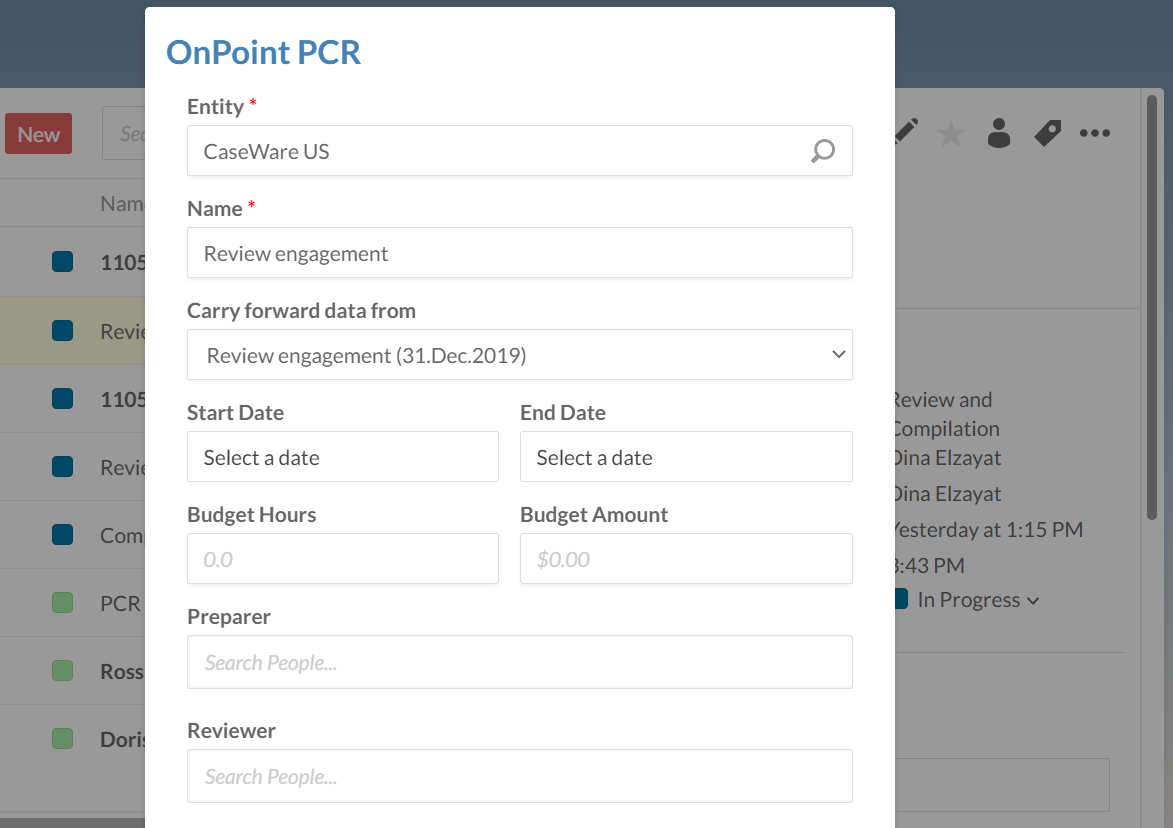 OnPoint PCR
Entity *
CaseWare US
Name *
Review engagement
Carry forward data from
Review engagement (31.Dec.2019)
Start Date
End Date
Select a date
Select a date
Budget Hours
Budget Amount
0.0
$0.00
Preparer
Search People...
Reviewer
Search People...
New
Sea
Nam
1105
Revie
1105
Revie
Com
PCR
Ross
Doris
Review and
Compilation
Dina Elzayat
Dina Elzayat
Yesterday at 1:15 PM
3:43 PM
In Progress